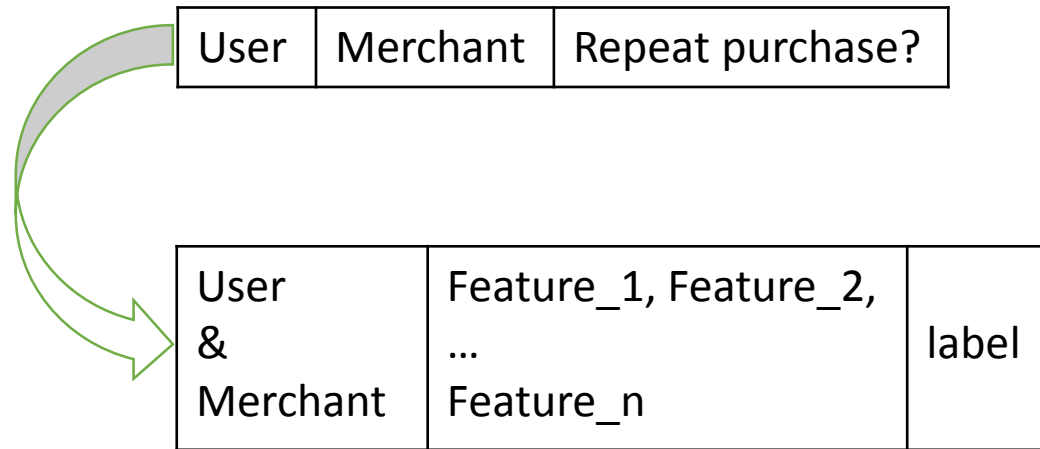 User Merchant Repeat purchase?
User Feature_1, Feature_2,
& … label
Merchant Feature_n